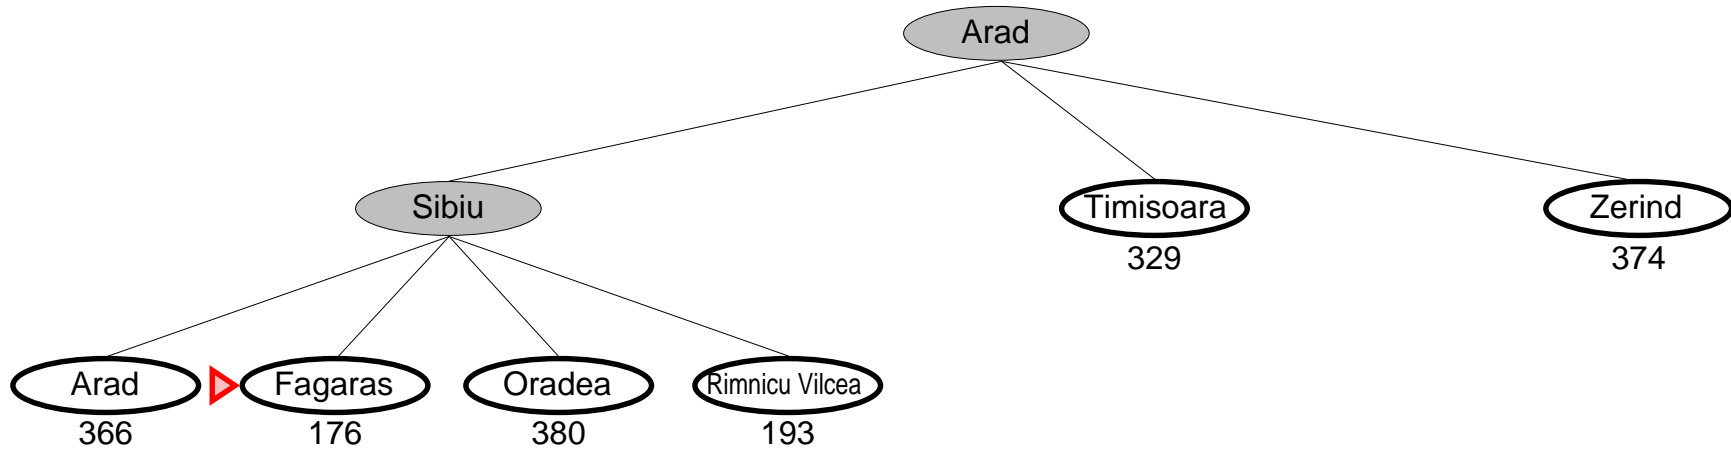 Arad
Sibiu
Timisoara
Zerind
329
374
Arad
Fagaras
Oradea
Rimnicu Vilcea
366
176
380
193